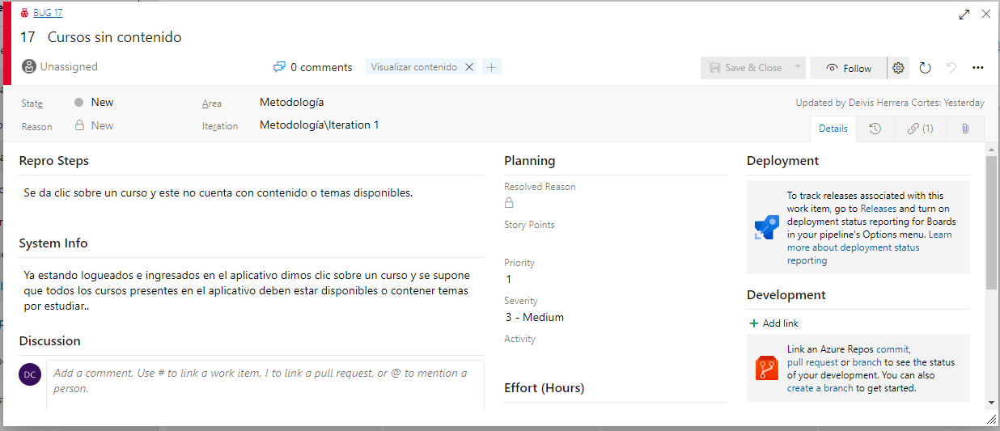 BUG 17
17 Cursos sin contenido
Unassigned
0 comments
Visualizar contenido
Save & Close
Follow
State
New
Area
Metodología
Updated by Deivis Herrera Cortes: Yesterday
Reason
New
Iteration
Metodología\Iteration 1
Details
(1)
Repro Steps
Se da clic sobre un curso y este no cuenta con contenido o temas disponibles.
System Info
Ya estando logueados e ingresados en el aplicativo dimos clic sobre un curso y se supone
que todos los cursos presentes en el aplicativo deben estar disponibles o contener temas
por estudiar..
Discussion
DC
Add a comment. Use # to link a work item, ! to link a pull request, or @ to mention a
person.
Planning
Resolved Reason
Story Points
Priority
1
Severity
3 - Medium
Activity
Effort (Hours)
Deployment
To track releases associated with this
work item, go to Releases and turn on
deployment status reporting for Boards
in your pipeline's Options menu. Learn
more about deployment status
reporting
Development
+ Add link
Link an Azure Repos commit,
pull request or branch to see the status
of your development. You can also
create a branch to get started.